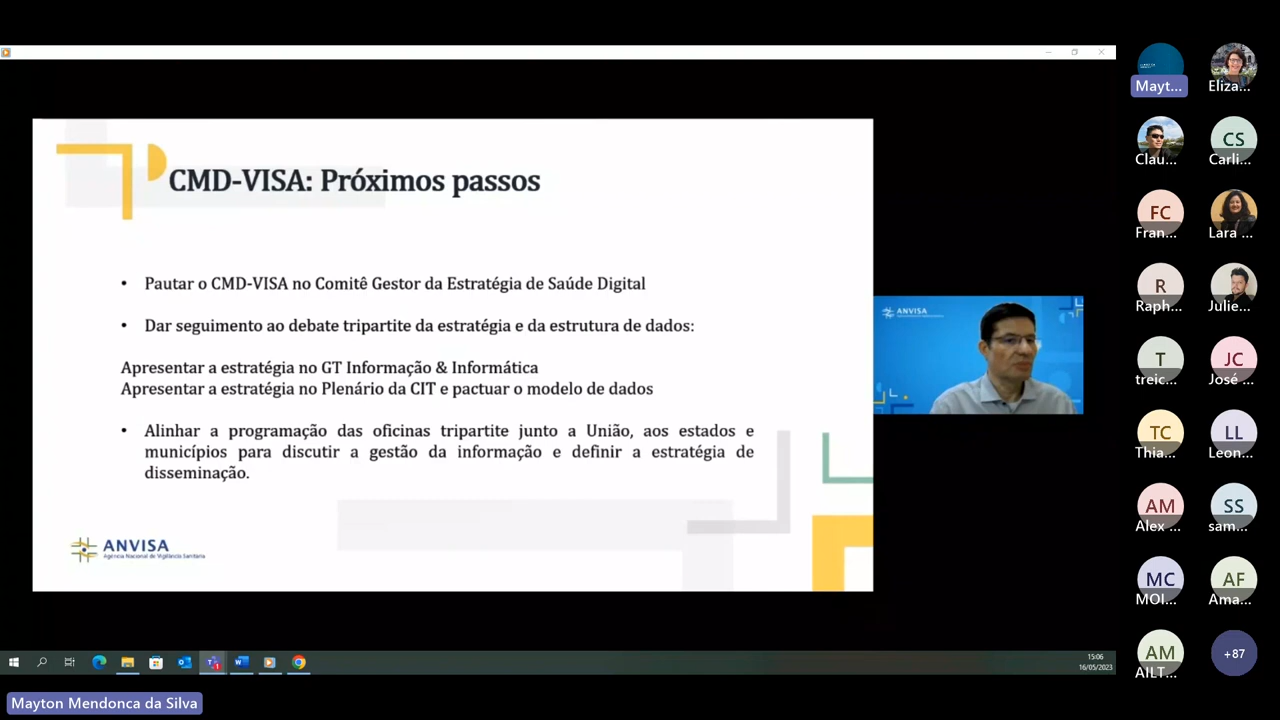 CMD-VISA: Próximos passos
• Pautar o CMD-VISA no Comitê Gestor da Estratégia de Saúde Digital
• Dar seguimento ao debate tripartite da estratégia e da estrutura de dados:
Apresentar a estratégia no GT Informação & Informática
Apresentar a estratégia no Plenário da CIT e pactuar o modelo de dados
• Alinhar a programação das oficinas tripartite junto a União, aos estados e
municípios para discutir a gestão da informação e definir a estratégia de
disseminação.
ANVISA
Agência Nacional de Vigilância Sanitária
ANVISA
Mayt...
Eliza...
Clau...
CS
Carli...
FC
Fran...
Lara ...
R
Raph...
Julie...
T
treic...
JC
José ...
TC
Thia...
LL
Leon...
AM
Alex ...
SS
sam...
MC
MOI...
AF
Ama...
AM
AILT...
+87
15:06
16/05/2023
Mayton Mendonca da Silva